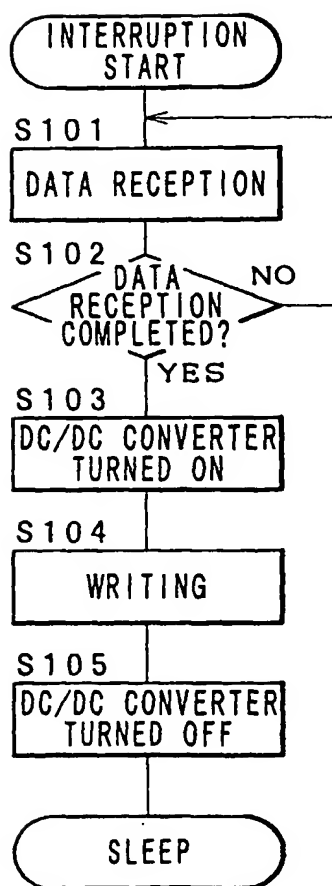 INTERRUPTION
START
S101
DATA RECEPTION
S102
DATA
RECEPTION
COMPLETED?
NO
YES
S103
DC/DC CONVERTER
TURNED ON
S104
WRITING
S105
DC/DC CONVERTER
TURNED OFF
SLEEP